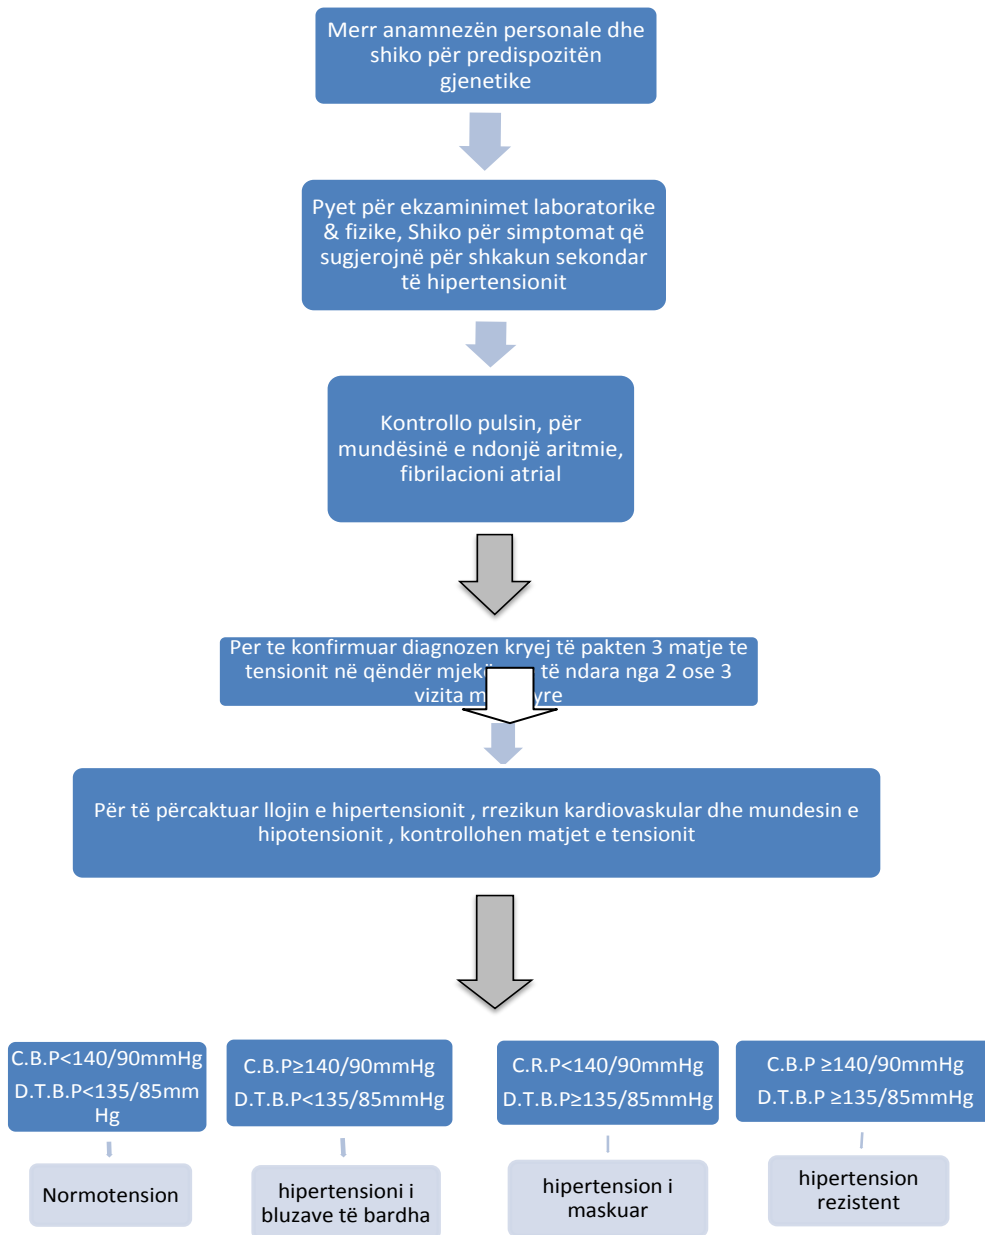 Merr anamnezën personale dhe
shiko për predispozitën
gjenetike
Pyet për ekzaminimet laboratorike
& fizike, Shiko për simptomat që
sugjerojnë për shkakun sekondar
të hipertensionit
Kontrollo pulsin, për
mundësinë e ndonjë aritmie,
fibrilacioni atrial
Per te konfirmuar diagnozen kryej të pakten 3 matje te
tensionit në qëndër të ndara nga 2 ose 3
vizita
Për të përcaktuar llojin e hipertensionit , rrezikun kardiovaskular dhe mundesin e
hipotensionit , kontrollohen matjet e tensionit
C.B.P<140/90mmHg
D.T.B.P<135/85mm
Hg
C.B.P≥140/90mmHg
D.T.B.P<135/85mmHg
C.R.P<140/90mmHg
D.T.B.P≥135/85mmHg
C.B.P ≥140/90mmHg
D.T.B.P ≥135/85mmHg
Normotension
hipertensioni i
bluzave të bardha
hipertension i
maskuar
hipertension
rezistent